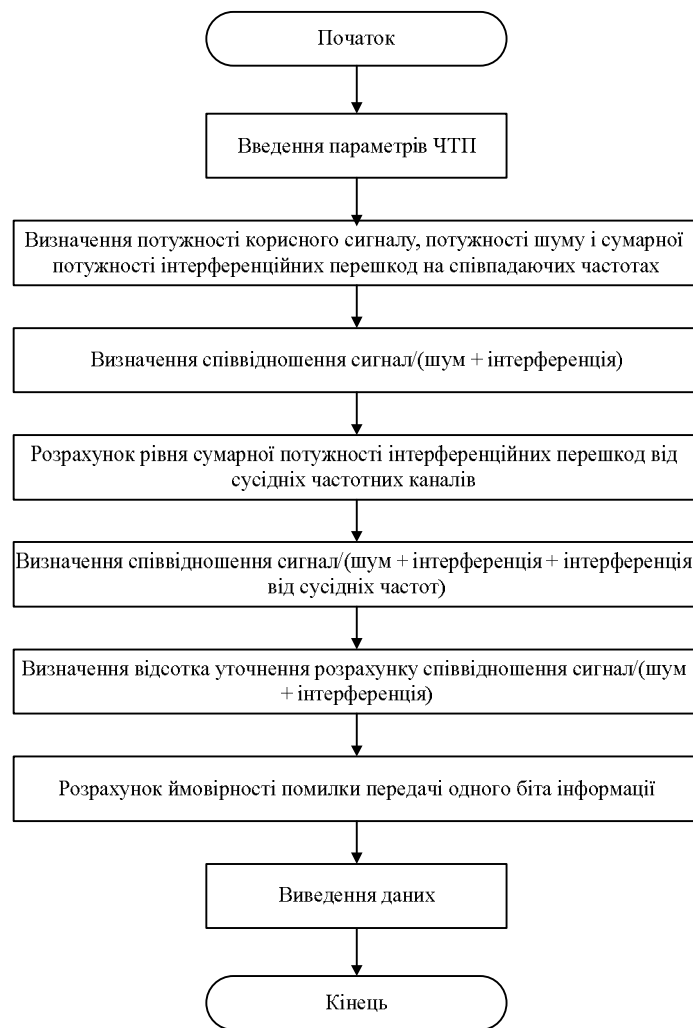 Початок
Введення параметрів ЧТП
Визначення потужності корисного сигналу, потужності шуму і сумарної
потужності інтерференційних перешкод на співпадаючих частотах
Визначення співвідношення сигнал/(шум + інтерференція)
Розрахунок рівня сумарної потужності інтерференційних перешкод від
сусідніх частотних каналів
Визначення співвідношення сигнал/(шум + інтерференція + інтерференція
від сусідніх частот)
Визначення відсотка уточнення розрахунку співвідношення сигнал/(шум
+ інтерференція)
Розрахунок ймовірності помилки передачі одного біта інформації
Виведення даних
Кінець